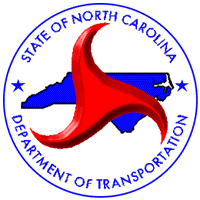 STATE OF NORTH CAROLINA
DEPARTMENT OF TRANSPORTATION